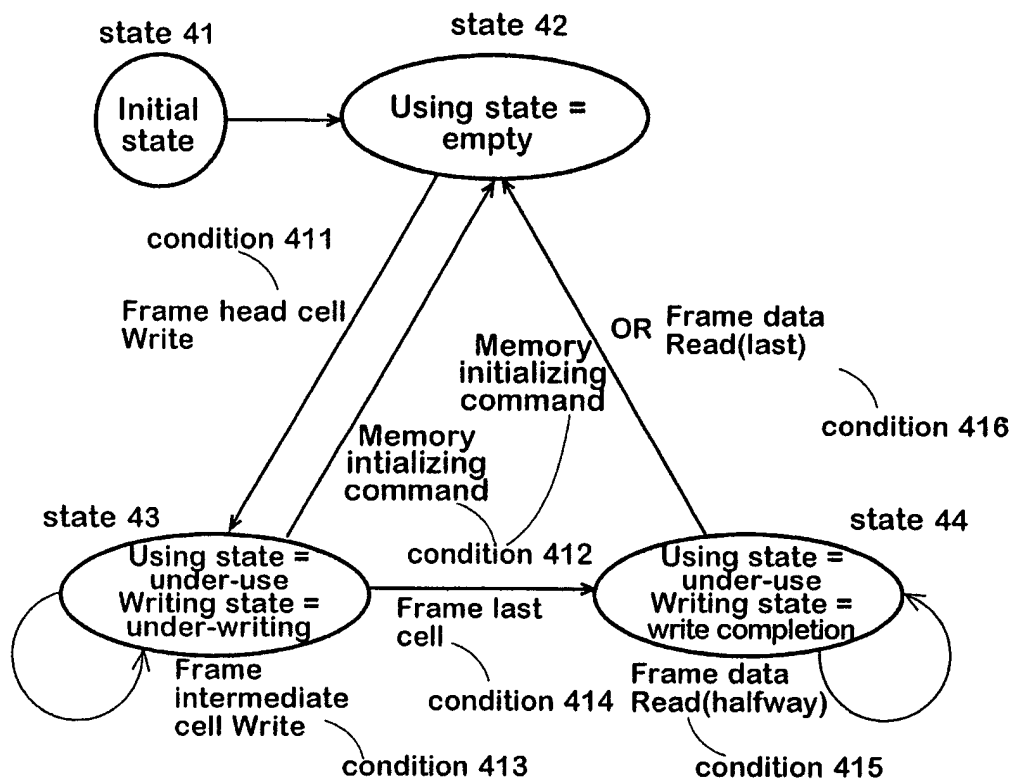 state 41
state 42
Initial
state
Using state =
empty
condition 411
Frame head cell
Write
OR Frame data
Read(last)
Memory
initializing
command
condition 416
Memory
intializing
command
state 43
state 44
condition 412
Using state =
under-use
Writing state =
under-writing
Using state =
under-use
Writing state =
write completion
Frame last
cell
Frame
intermediate
cell Write
condition 414
Frame data
Read(halfway)
condition 413
condition 415